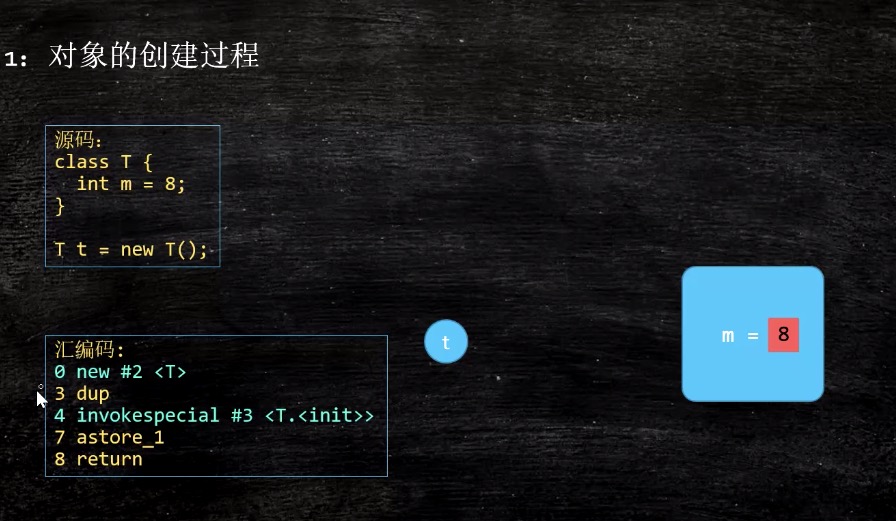 1: 对象的创建过程
源码:
class T {
  int m = 8;
}
T t = new T();
汇编码:
0 new #2 <T>
3 dup
4 invokespecial #3 <T.<init>>
7 astore_1
8 return
t
m = 8